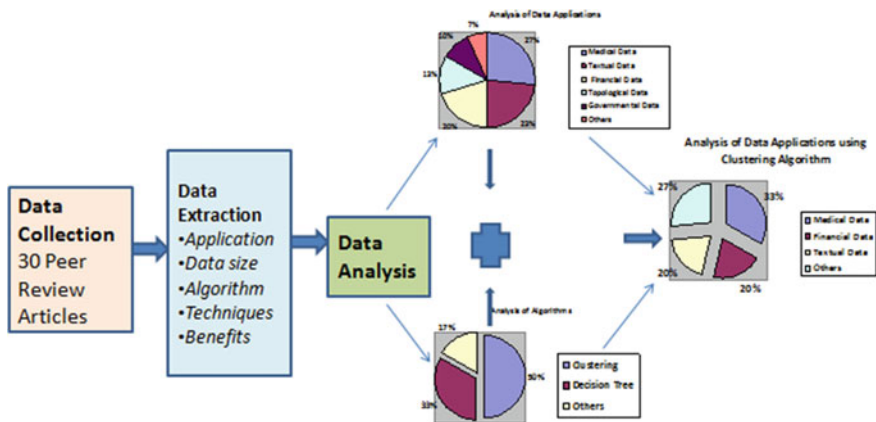 Data
Collection
30 Peer
Review
Articles
Data
Extraction
•Application
•Data size
•Algorithm
•Techniques
•Benefits
Data
Analysis
Analysis of Data Applications
7%
10%
27%
13%
20%
23%
Medical Data
Textual Data
Financial Data
Topological Data
Governmental Data
Others
Analysis of Algorithms
17%
50%
33%
Clustering
Decision Tree
Others
Analysis of Data Applications using
Clustering Algorithm
27%
33%
20%
20%
Medical Data
Financial Data
Textual Data
Others